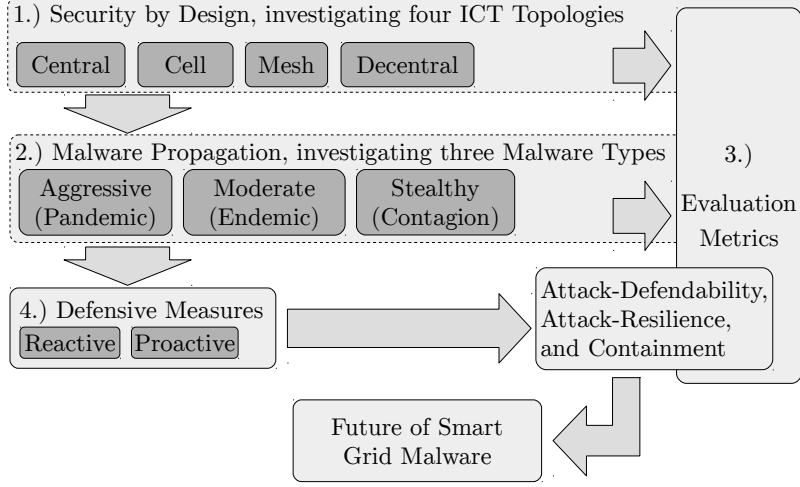 1.) Security by Design, investigating four ICT Topologies
Central
Cell
Mesh
Decentral
2.) Malware Propagation, investigating three Malware Types
Aggressive
(Pandemic)
Moderate
(Endemic)
Stealthy
(Contagion)
3.)
Evaluation
Metrics
4.) Defensive Measures
Reactive
Proactive
Attack-Defendability,
Attack-Resilience,
and Containment
Future of Smart
Grid Malware